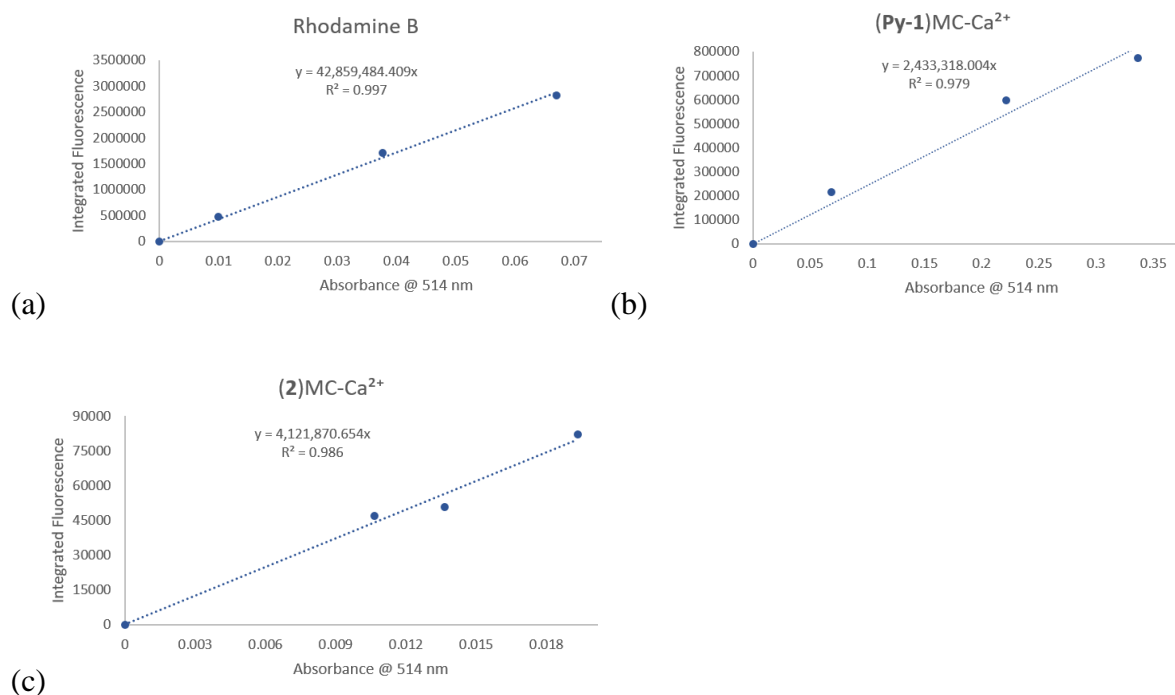 Rhodamine B
y = 42,859,484.409x
R² = 0.997
Integrated Fluorescence
3500000
3000000
2500000
2000000
1500000
1000000
500000
0
0 0.01 0.02 0.03 0.04 0.05 0.06 0.07
Absorbance @ 514 nm
(a)
(Py-1)MC-Ca²⁺
y = 2,433,318.004x
R² = 0.979
Integrated Fluorescence
800000
700000
600000
500000
400000
300000
200000
100000
0
0 0.05 0.1 0.15 0.2 0.25 0.3 0.35
Absorbance @ 514 nm
(b)
(2)MC-Ca²⁺
y = 4,121,870.654x
R² = 0.986
Integrated Fluorescence
90000
75000
60000
45000
30000
15000
0
0 0.003 0.006 0.009 0.012 0.015 0.018
Absorbance @ 514 nm
(c)